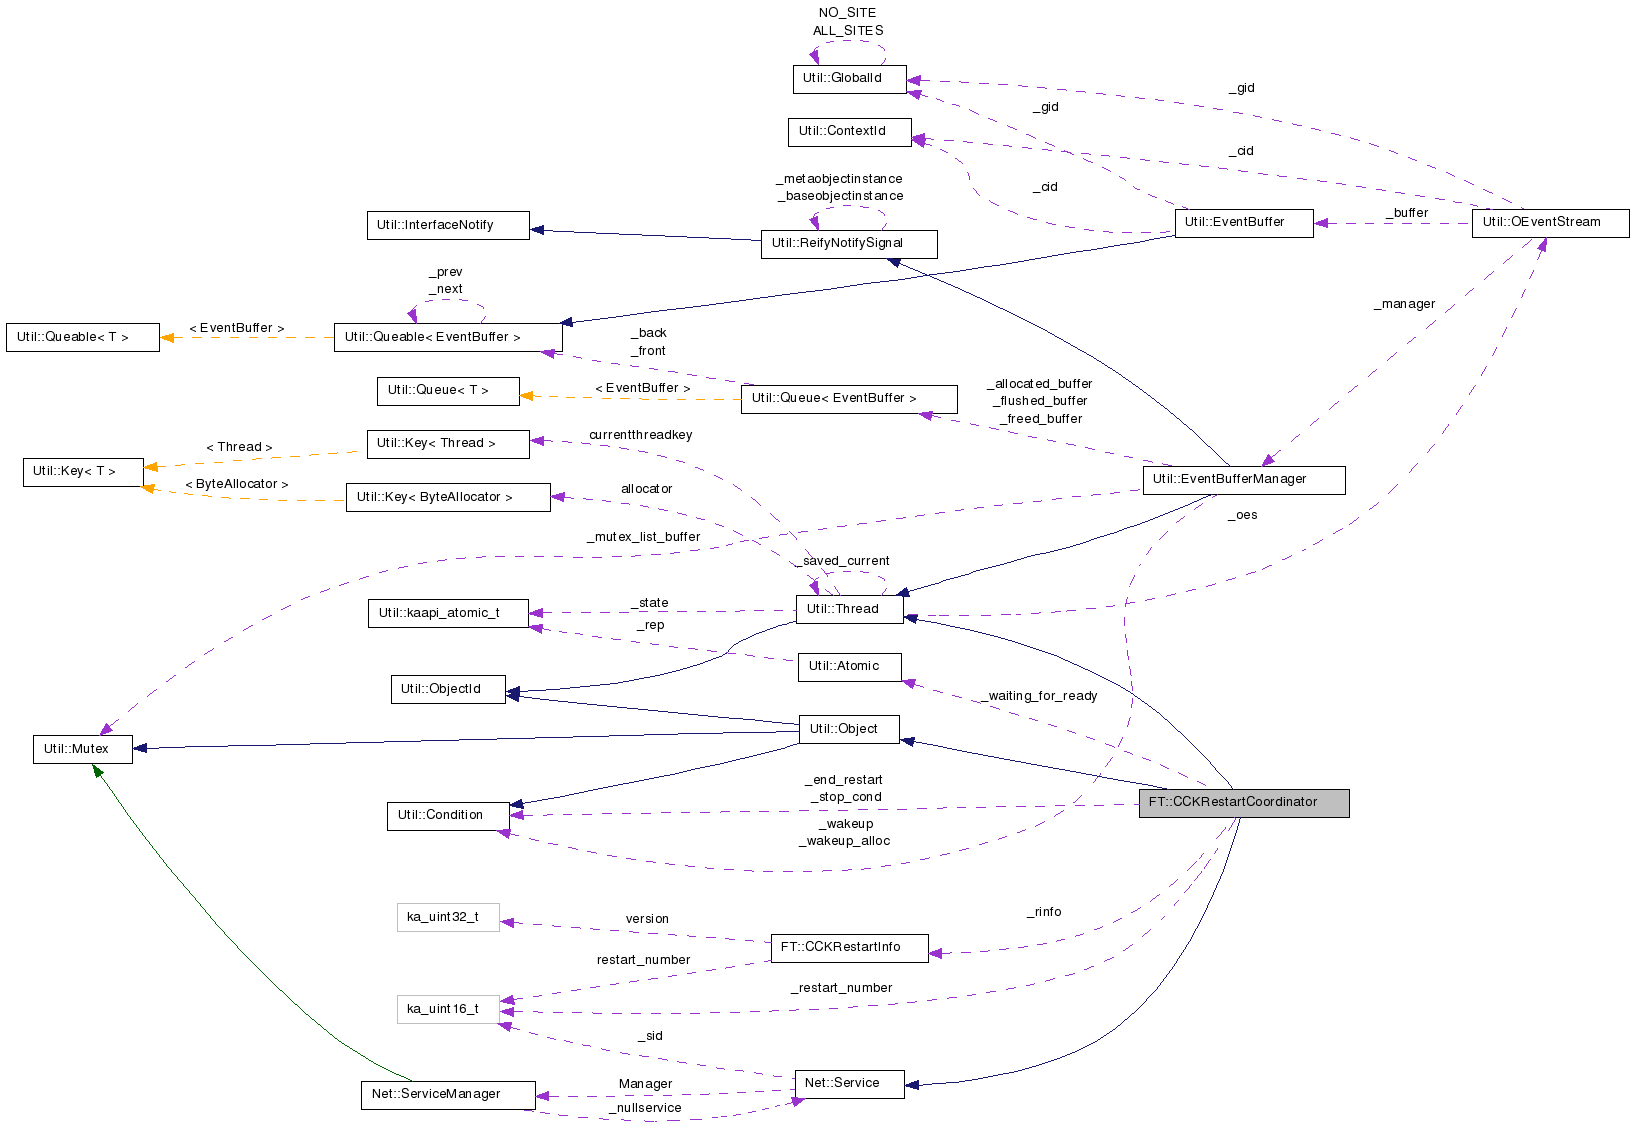 NO_SITE
ALL_SITES
Util::GlobalId
_gid
_gid
Util::ContextId
_cid
_cid
_metaobjectinstance
_baseobjectinstance
Util::InterfaceNotify
Util::ReifyNotifySignal
Util::EventBuffer
_buffer
Util::OEventStream
_prev
_next
_manager
Util::Queable< T >
< EventBuffer >
Util::Queable< EventBuffer >
_back
_front
Util::Queue< T >
< EventBuffer >
Util::Queue< EventBuffer >
_allocated_buffer
_flushed_buffer
_freed_buffer
Util::Key< T >
< Thread >
Util::Key< Thread >
currentthreadkey
< ByteAllocator >
Util::Key< ByteAllocator >
allocator
Util::EventBufferManager
_oes
_mutex_list_buffer
_saved_current
Util::kaapi_atomic_t
_state
Util::Thread
_rep
Util::Atomic
Util::ObjectId
_waiting_for_ready
Util::Mutex
Util::Object
_end_restart
_stop_cond
FT::CCKRestartCoordinator
Util::Condition
_wakeup
_wakeup_alloc
ka_uint32_t
version
_rinfo
FT::CCKRestartInfo
restart_number
_restart_number
ka_uint16_t
_sid
Net::ServiceManager
Manager
Net::Service
_nullservice